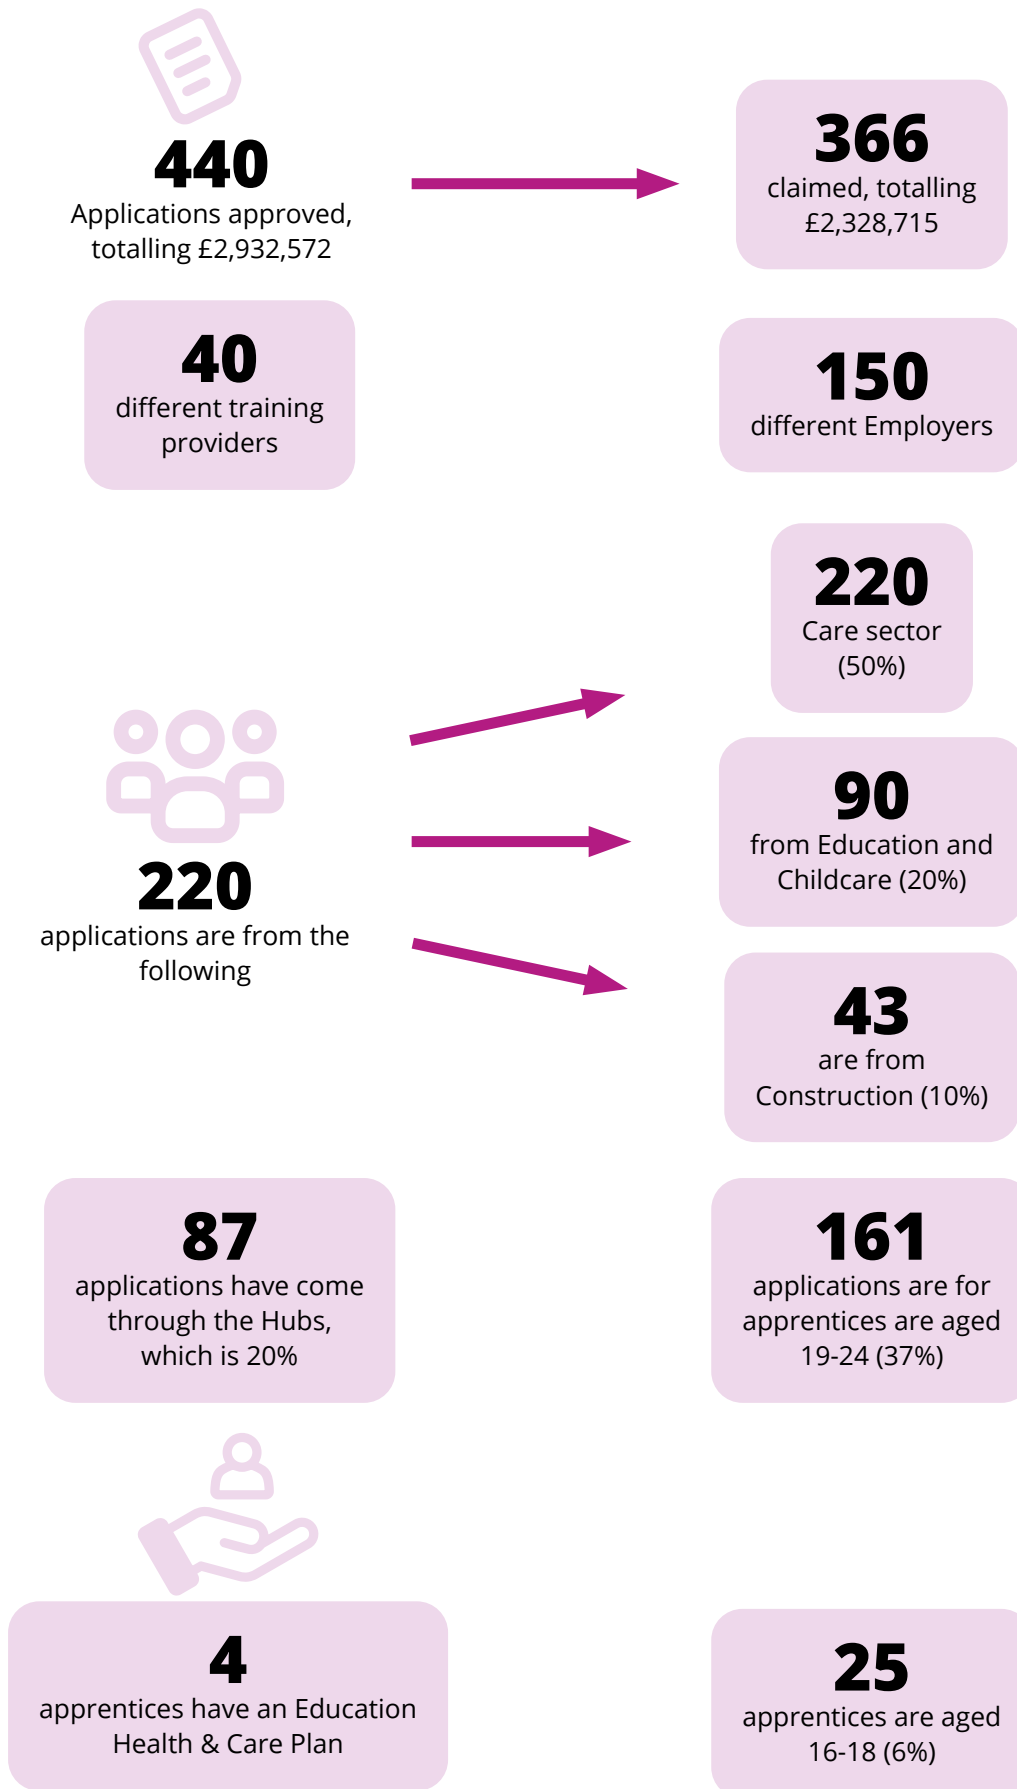 440
Applications approved,
totalling £2,932,572
366
claimed, totalling
£2,328,715
40
different training
providers
150
different Employers
220
applications are from the
following
220
Care sector
(50%)
90
from Education and
Childcare (20%)
43
are from
Construction (10%)
87
applications have come
through the Hubs,
which is 20%
161
applications are for
apprentices are aged
19-24 (37%)
4
apprentices have an Education
Health & Care Plan
25
apprentices are aged
16-18 (6%)